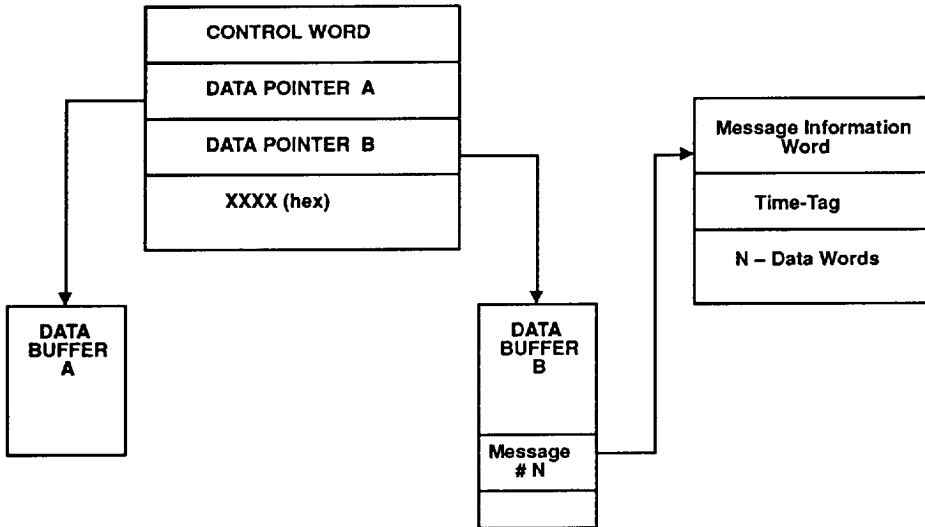 CONTROL WORD
DATA POINTER A
DATA POINTER B
XXXX (hex)
Message Information
Word
Time-Tag
N – Data Words
DATA
BUFFER
A
DATA
BUFFER
B
Message
# N